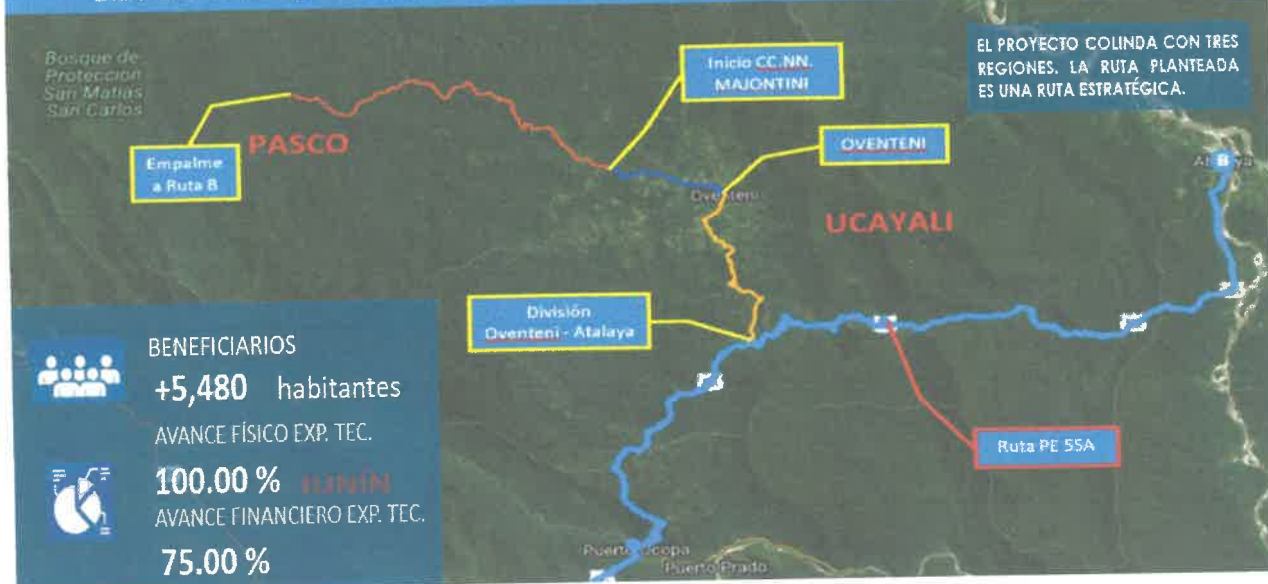 Bosque de
Protección
San Matías
San Carlos
Inicio CC.NN.
MAJONTINI
EL PROYECTO COLINDA CON TRES
REGIONES. LA RUTA PLANTEADA
ES UNA RUTA ESTRATÉGICA.
PASCO
Empalme
a Ruta B
OVENTENI
Oventeni
B
UCAYALI
División
Oventeni - Atalaya
BENEFICIARIOS
+5,480 habitantes
AVANCE FÍSICO EXP. TEC.
100.00 %
JUNÍN
AVANCE FINANCIERO EXP. TEC.
75.00 %
Ruta PE 5SA
Puerto Ocopa
Puerto Prado